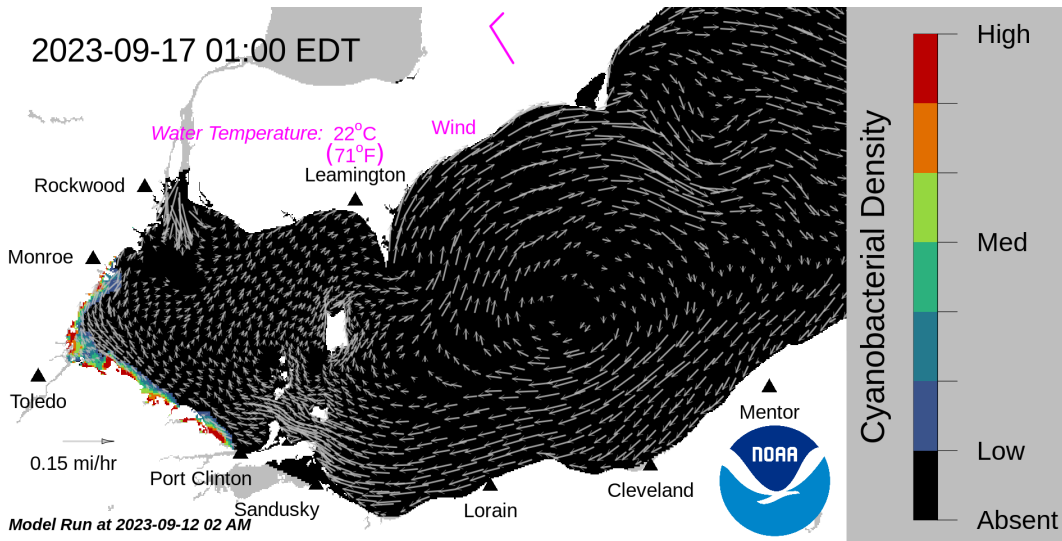 2023-09-17 01:00 EDT
High
Water Temperature: 22°C
(71°F)
Wind
Leamington
Rockwood
Monroe
Cyanobacterial Density
Med
Toledo
Mentor
0.15 mi/hr
NOAA
Low
Port Clinton
Cleveland
Sandusky
Lorain
Model Run at 2023-09-12 02 AM
Absent